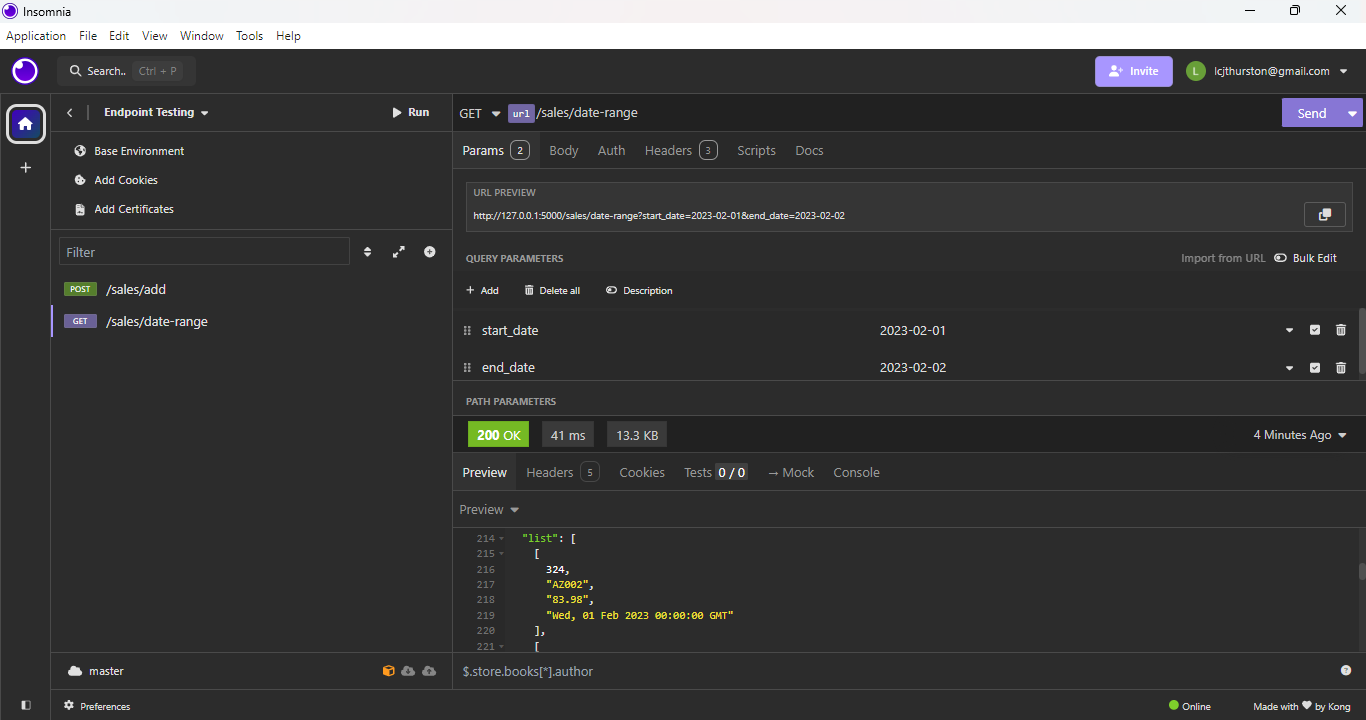 Insomnia
Application File Edit View Window Tools Help
Search.. Ctrl + P
Invite
L lcjthurston@gmail.com
Endpoint Testing
Run
Base Environment
Add Cookies
Add Certificates
Filter
POST /sales/add
GET /sales/date-range
GET url /sales/date-range
Send
Params 2 Body Auth Headers 3 Scripts Docs
URL PREVIEW
http://127.0.0.1:5000/sales/date-range?start_date=2023-02-01&end_date=2023-02-02
QUERY PARAMETERS
Import from URL Bulk Edit
+ Add Delete all Description
start_date 2023-02-01
end_date 2023-02-02
PATH PARAMETERS
200 OK 41 ms 13.3 KB 4 Minutes Ago
Preview Headers 5 Cookies Tests 0 / 0 → Mock Console
Preview
214 "list": [
215 [
216 324,
217 "AZ002",
218 "83.98",
219 "Wed, 01 Feb 2023 00:00:00 GMT"
220 ],
221 [
master
$.store.books[*].author
Preferences
Online
Made with ♥ by Kong